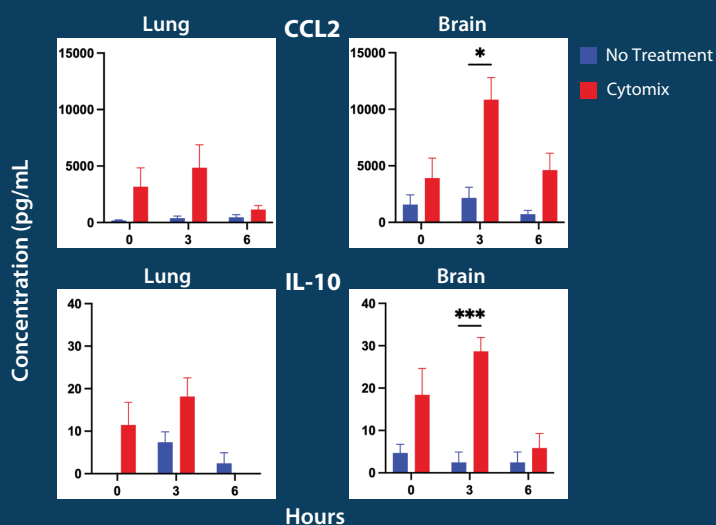 Lung CCL2 Brain
No Treatment
Cytomix
Concentration (pg/mL)
15000
10000
5000
0
0 3 6
15000
10000
5000
0
*
0 3 6
Lung IL-10 Brain
40
30
20
10
0
0 3 6
40
30
20
10
0
***
0 3 6
Hours